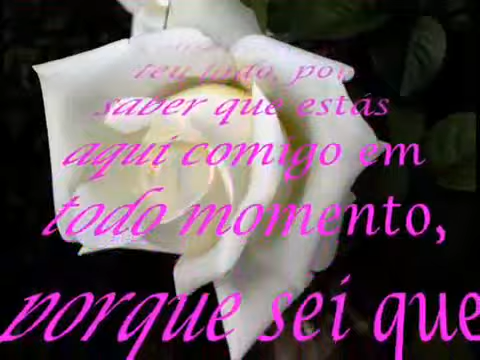 teu lado, por
saber que estás
aqui comigo em
todo momento,
porque sei que